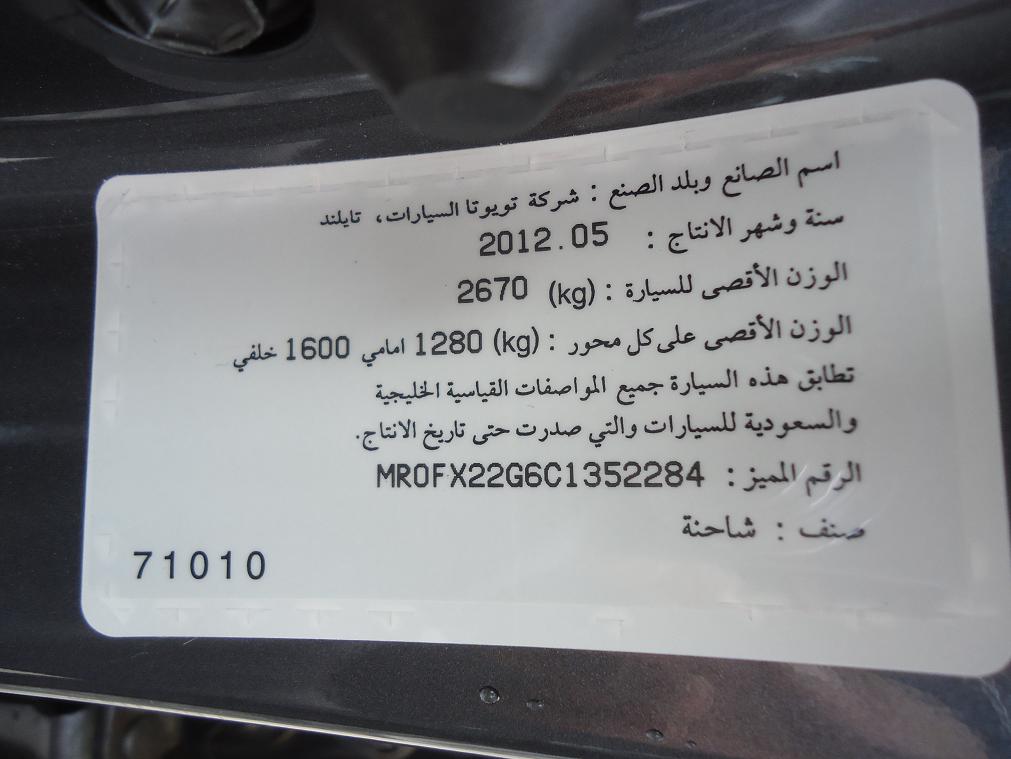 اسم الصانع وبلد الصنع : شركة تويوتا السيارات، تايلند
سنة وشهر الانتاج : 2012.05
الوزن الأقصى للسيارة : (kg) 2670
الوزن الأقصى على كل محور : (kg) 1280 امامي 1600 خلفي
تطابق هذه السيارة جميع المواصفات القياسية الخليجية
والسعودية للسيارات والتي صدرت حتى تاريخ الانتاج.
الرقم المميز : MR0FX22G6C1352284
صنف : شاحنة
71010